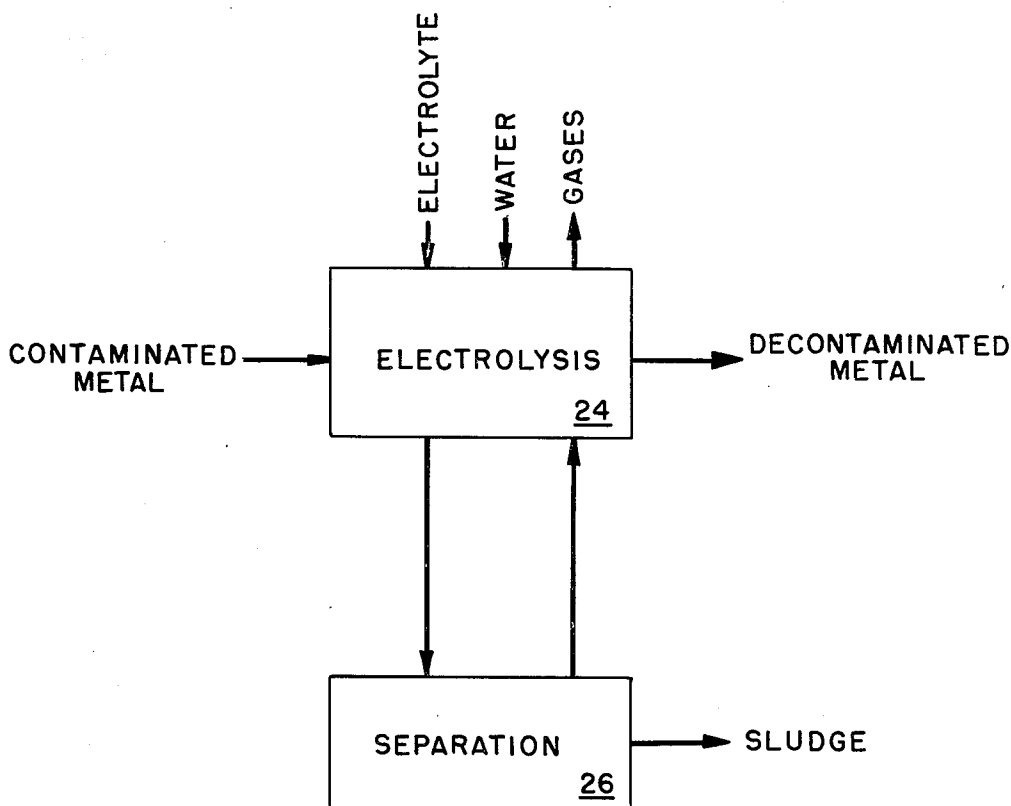 ELECTROLYTE
WATER
GASES
CONTAMINATED
METAL
ELECTROLYSIS
24
DECONTAMINATED
METAL
SEPARATION
26
SLUDGE